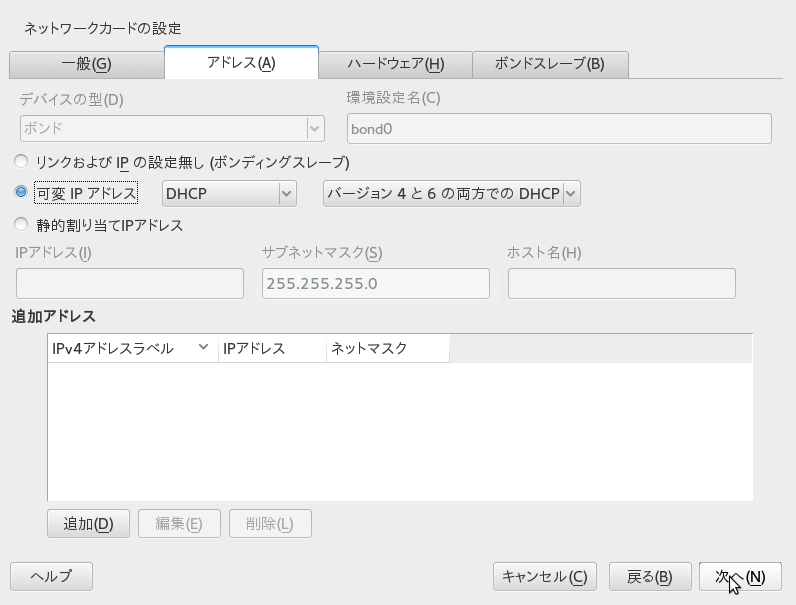 ネットワークカードの設定
一般(G) アドレス(A) ハードウェア(H) ボンドスレーブ(B)
デバイスの型(D) 環境設定名(C)
ボンド bond0
リンクおよび IP の設定無し (ボンディングスレーブ)
可変 IP アドレス DHCP バージョン 4 と 6 の両方での DHCP
静的割り当てIPアドレス
IPアドレス(I) サブネットマスク(S) ホスト名(H)
255.255.255.0
追加アドレス
IPv4アドレスラベル IPアドレス ネットマスク
追加(D) 編集(E) 削除(L)
ヘルプ キャンセル(C) 戻る(B) 次へ(N)